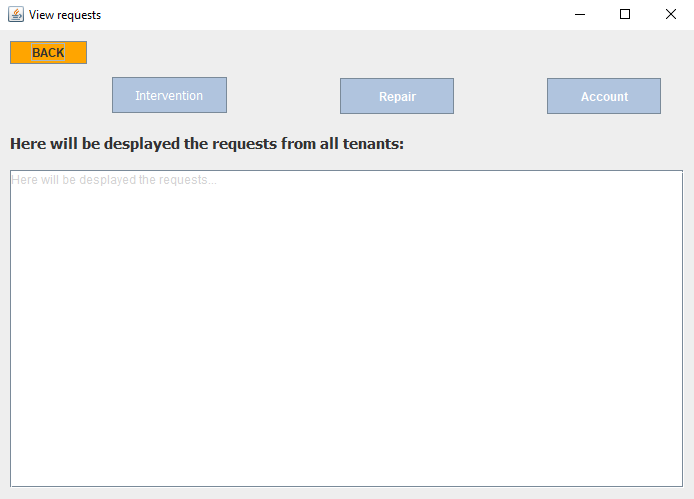 View requests
BACK
Intervention Repair Account
Here will be desplayed the requests from all tenants:
Here will be desplayed the requests...